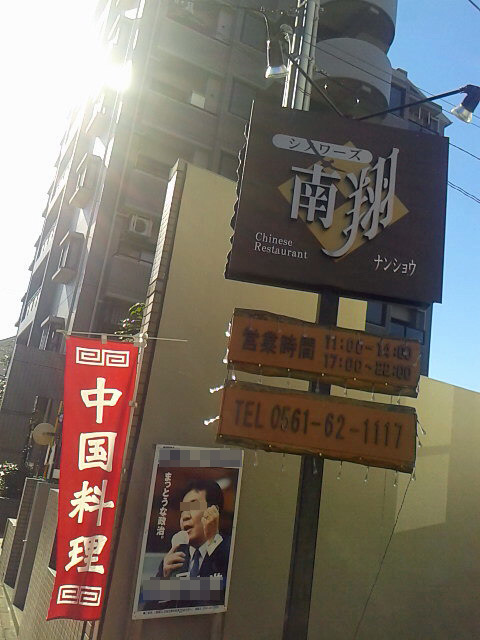 シノワーズ
南翔
Chinese
Restaurant
ナンショウ
営業時間
11:00-14:00
17:00-22:00
TEL 0561-62-1117
中国料理
まっとうな政治。